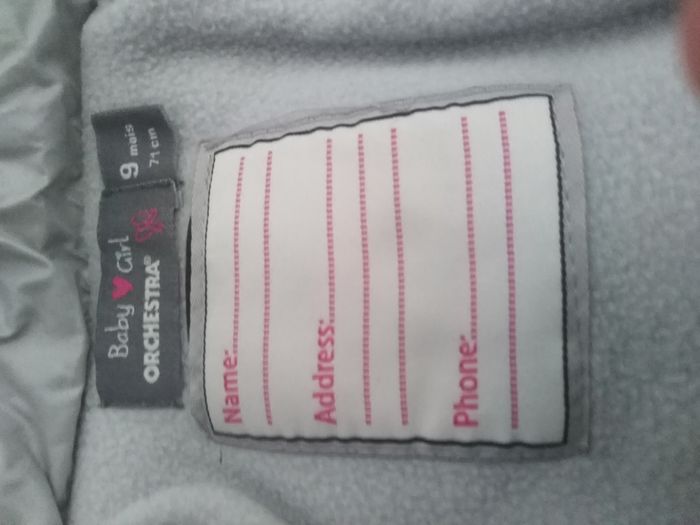 Baby ♥ Girl
ORCHESTRA®
9 mois
71 cm
Name:
Address:
Phone: